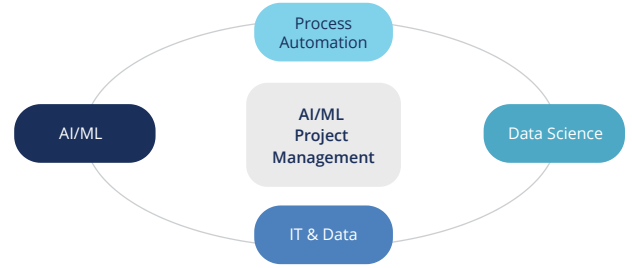 Process
Automation
AI/ML
AI/ML
Project
Management
Data Science
IT & Data